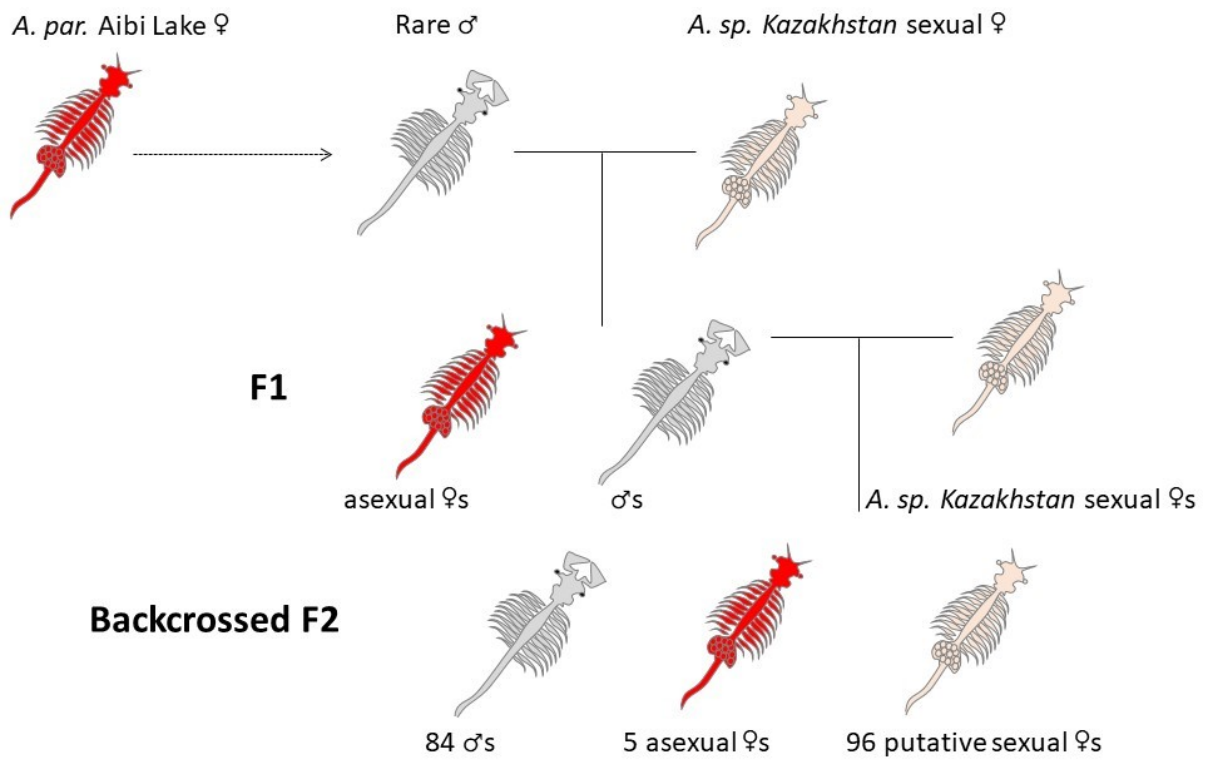 A. par. Aibi Lake ♀
Rare ♂
A. sp. Kazakhstan sexual ♀
F1
asexual ♀s
♂s
A. sp. Kazakhstan sexual ♀s
Backcrossed F2
84 ♂s
5 asexual ♀s
96 putative sexual ♀s